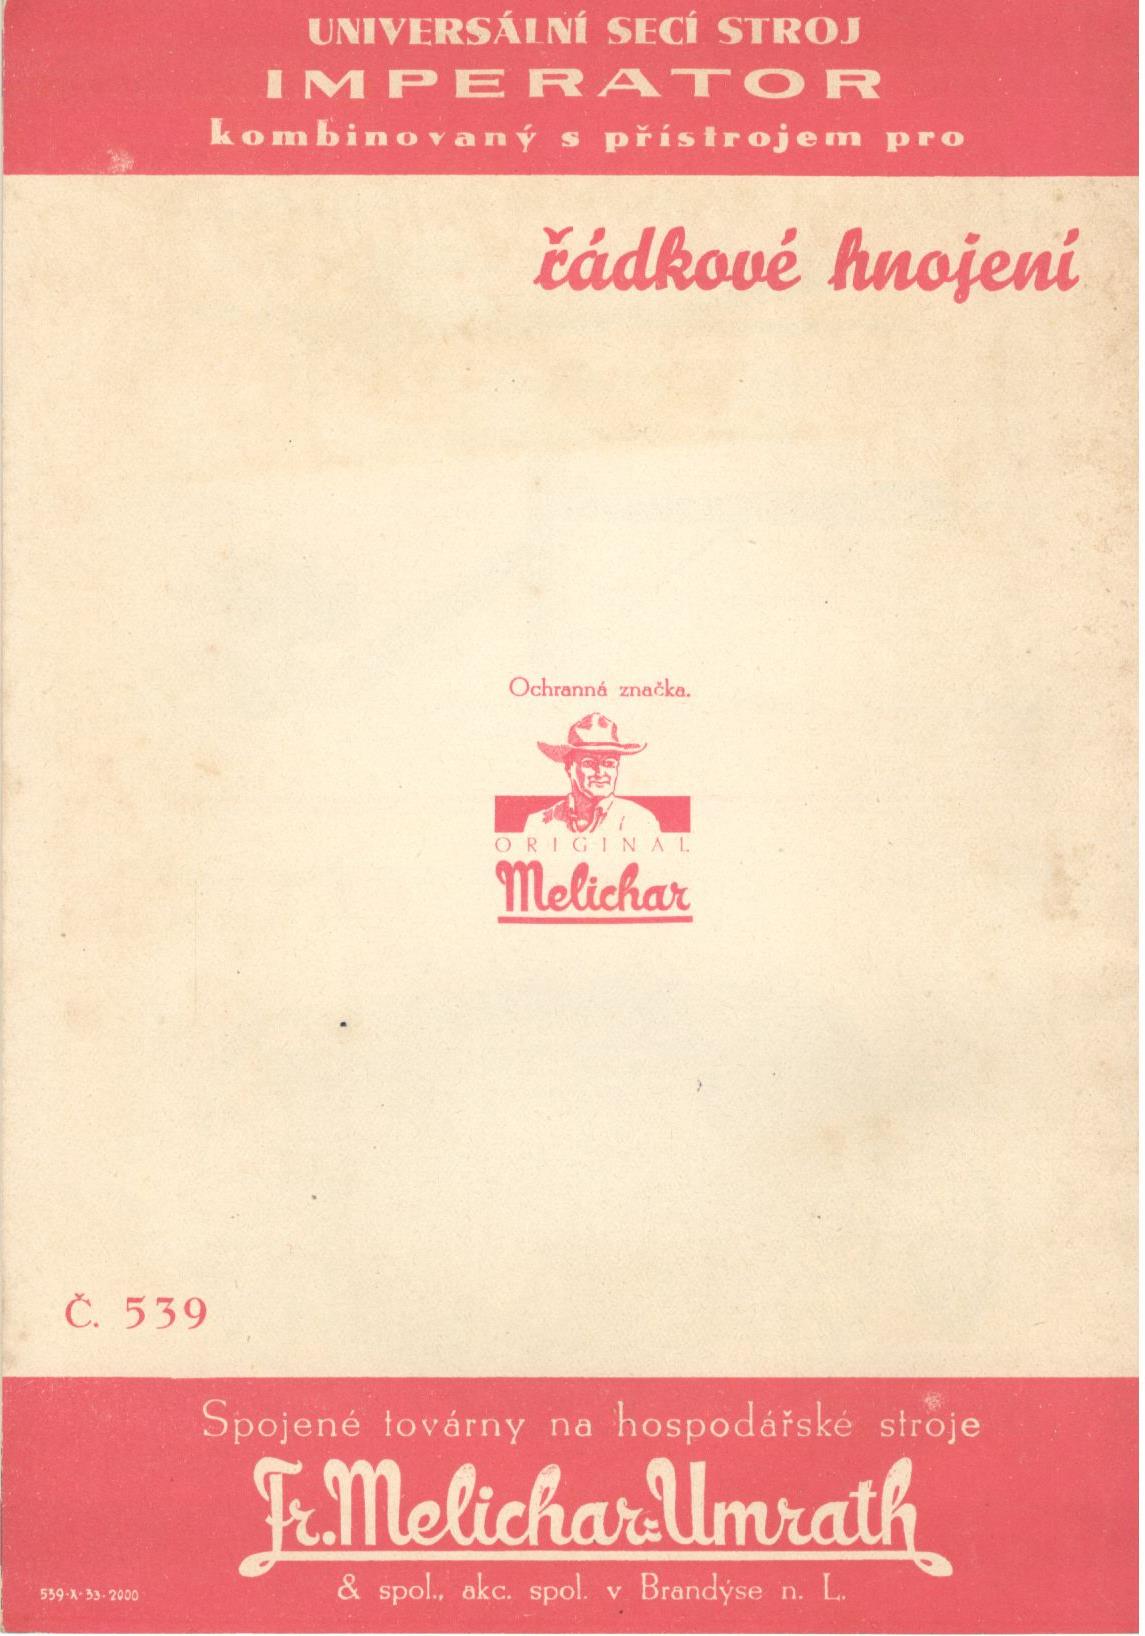 UNIVERSÁLNÍ SECÍ STROJ
IMPERATOR
kombinovaný s přístrojem pro
řádkové hnojení
Ochranná značka.
ORIGINAL
Melichar
Č. 539
Spojené továrny na hospodářské stroje
Fr. Melichar-Umrath
& spol., akc. spol. v Brandýse n. L.
539-X-33-2000